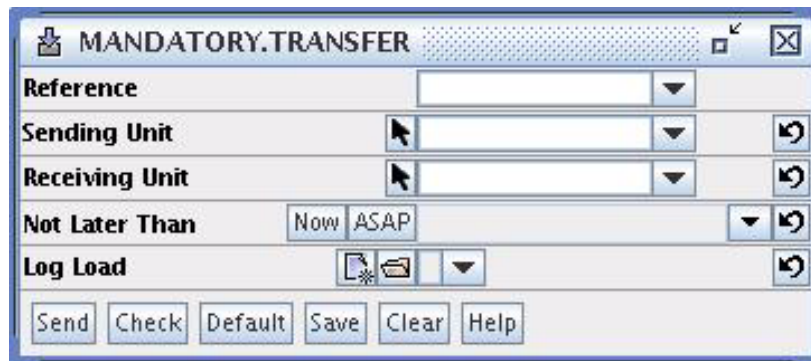 MANDATORY.TRANSFER
Reference
Sending Unit
Receiving Unit
Not Later Than Now ASAP
Log Load
Send Check Default Save Clear Help